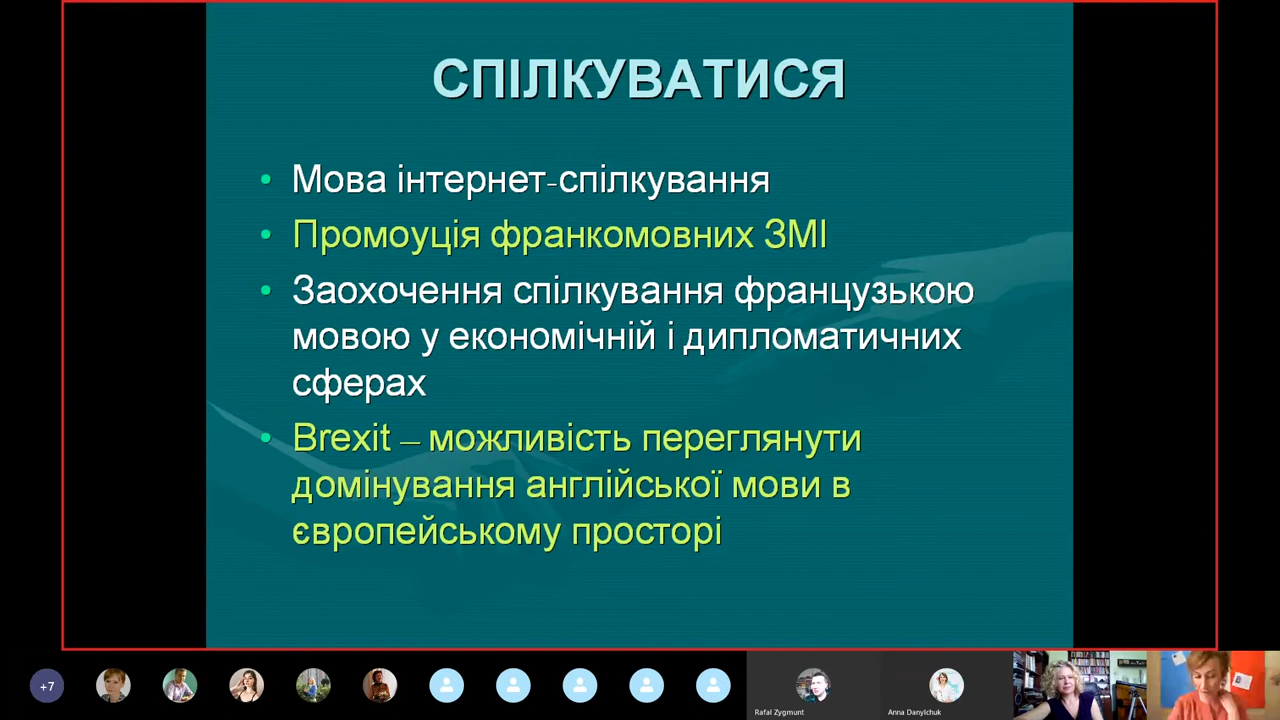 СПІЛКУВАТИСЯ
• Мова інтернет-спілкування
• Промоуція франкомовних ЗМІ
• Заохочення спілкування французькою
мовою у економічній і дипломатичних
сферах
• Brexit – можливість переглянути
домінування англійської мови в
європейському просторі
+7
Rafal Zygmunt
Anna Danylchuk